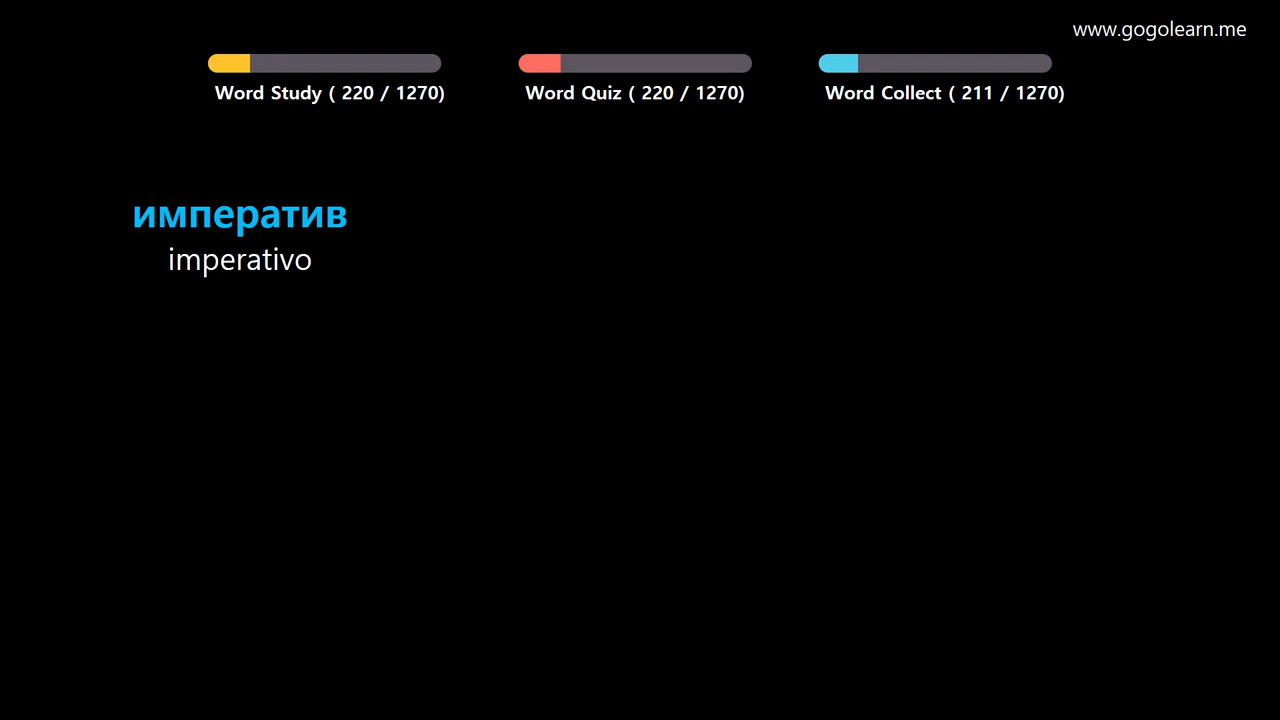 www.gogolearn.me
Word Study ( 220 / 1270)
Word Quiz ( 220 / 1270)
Word Collect ( 211 / 1270)
императив
imperativo